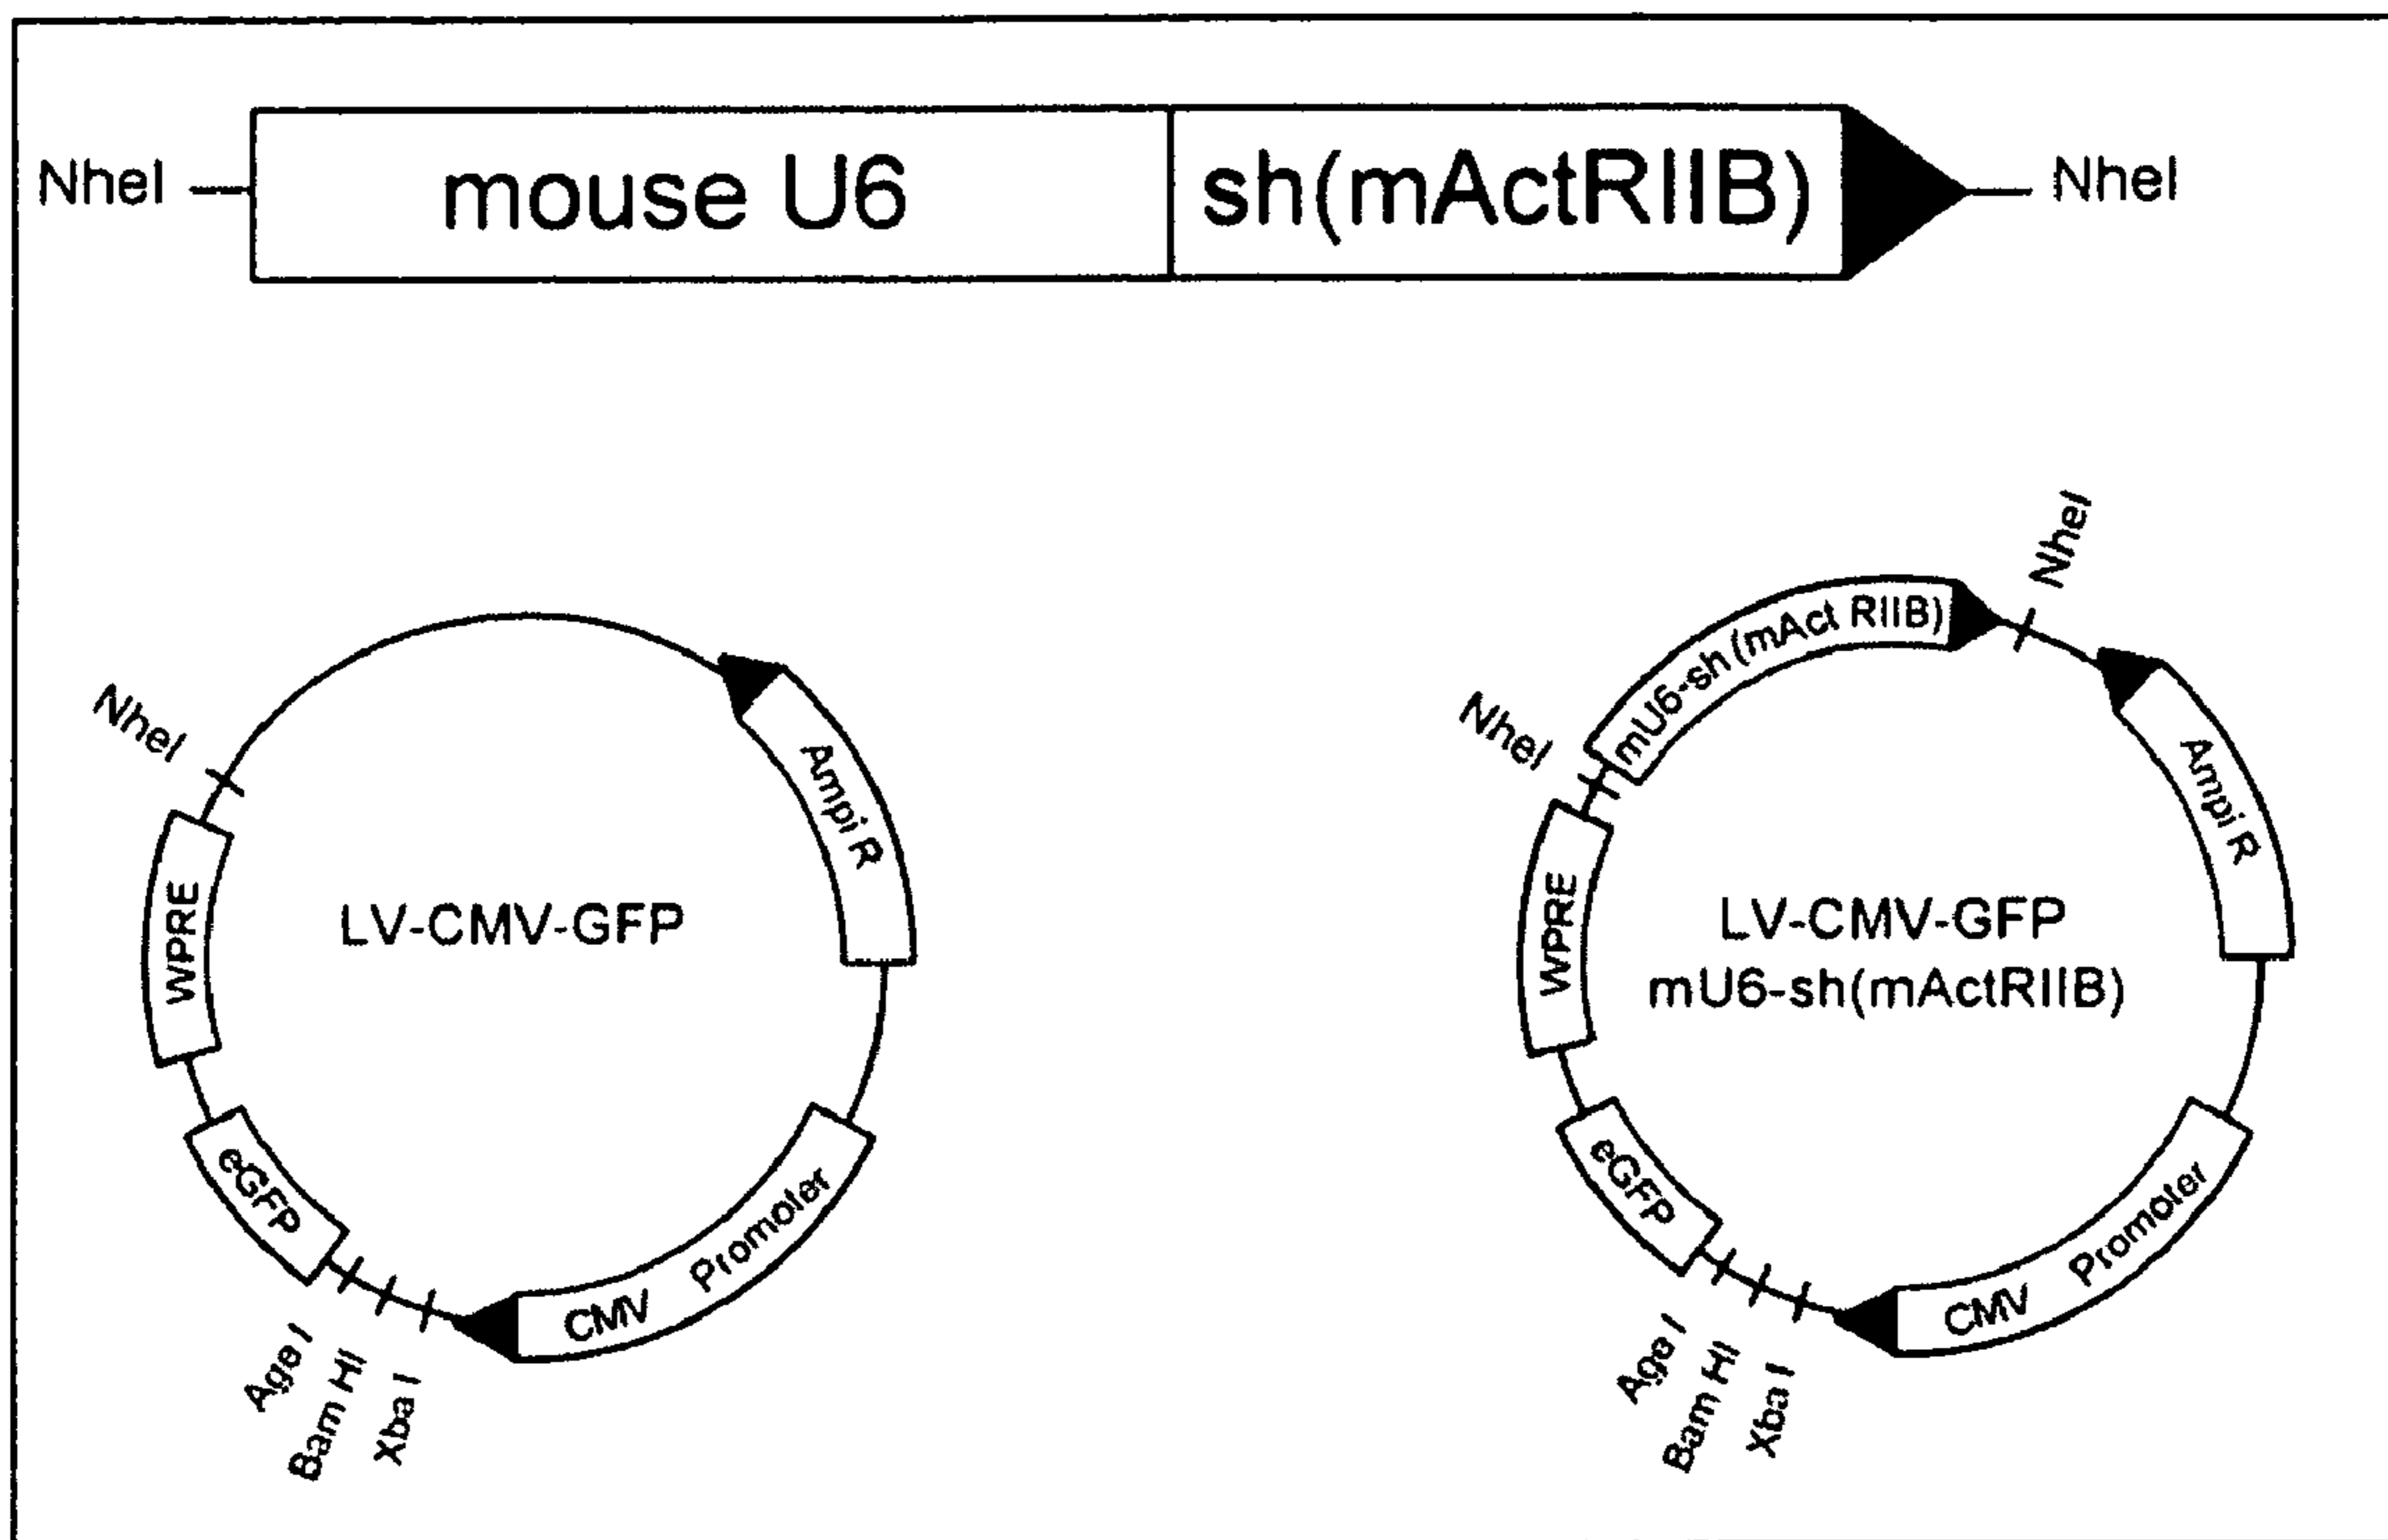 NheI
mouse U6
sh(mActRIIB)
NheI
NheI
AmpiR
WPRE
LV-CMV-GFP
eGFP
CMV Promoter
Age I
Bam HI
Xba I
NheI
mU6-sh(mAct RIIB)
NheI
AmpiR
WPRE
LV-CMV-GFP
mU6-sh(mActRIIB)
eGFP
CMV Promoter
Age I
Bam HI
Xba I